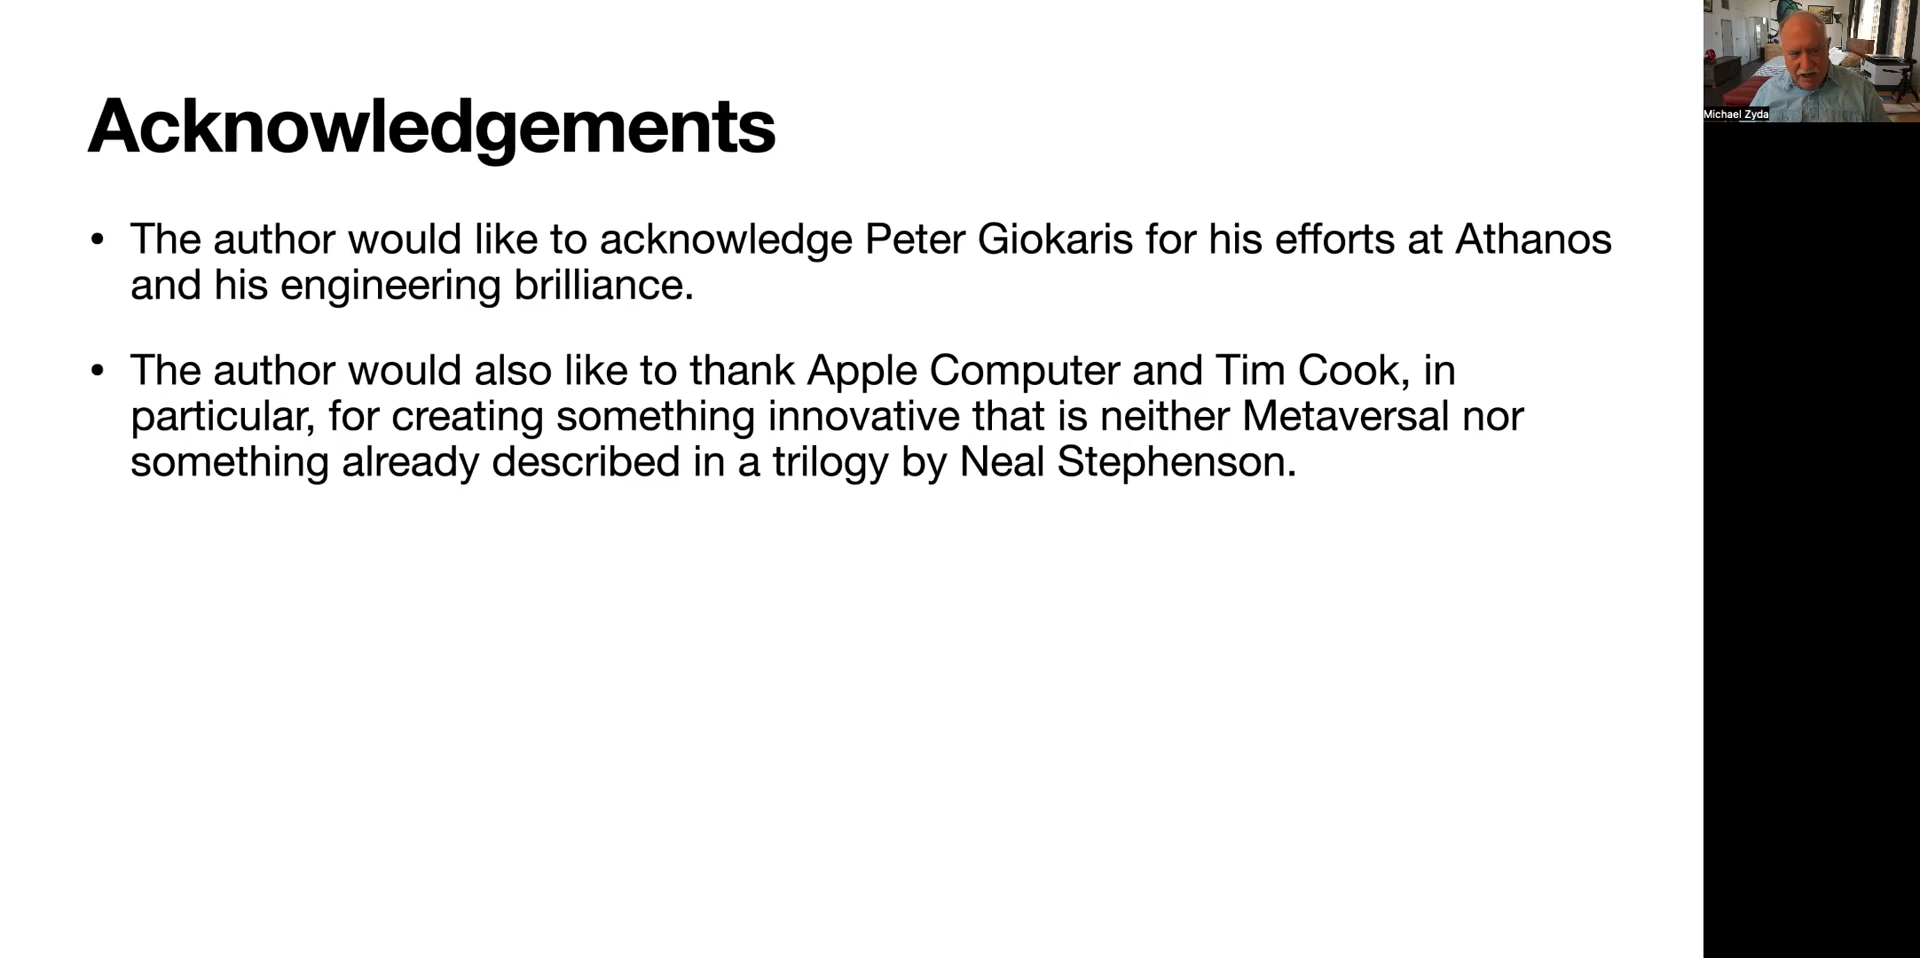 Acknowledgements
• The author would like to acknowledge Peter Giokaris for his efforts at Athanos
and his engineering brilliance.
• The author would also like to thank Apple Computer and Tim Cook, in
particular, for creating something innovative that is neither Metaversal nor
something already described in a trilogy by Neal Stephenson.
Michael Zyda